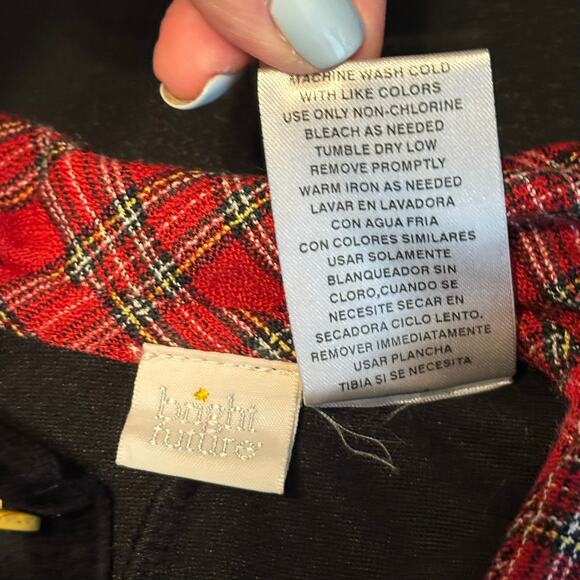 MACHINE WASH COLD
WITH LIKE COLORS
USE ONLY NON-CHLORINE
BLEACH AS NEEDED
TUMBLE DRY LOW
REMOVE PROMPTLY
WARM IRON AS NEEDED
LAVAR EN LAVADORA
CON AGUA FRIA
CON COLORES SIMILARES
USAR SOLAMENTE
BLANQUEADOR SIN
CLORO,CUANDO SE
NECESITE SECAR EN
SECADORA CICLO LENTO.
REMOVER IMMEDIATAMENTE
USAR PLANCHA
TIBIA SI SE NECESITA
bright
future